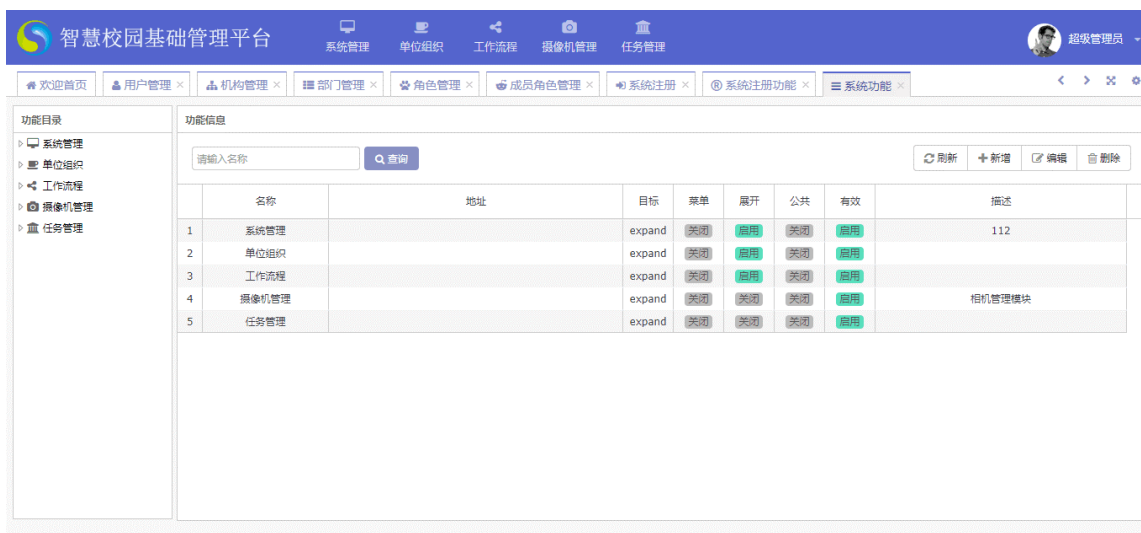 智慧校园基础管理平台
系统管理 单位组织 工作流程 摄像机管理 任务管理
超级管理员
欢迎首页 用户管理 机构管理 部门管理 角色管理 成员角色管理 系统注册 系统注册功能 系统功能
功能目录
系统管理
单位组织
工作流程
摄像机管理
任务管理
功能信息
请输入名称 查询 刷新 新增 编辑 删除
名称 地址 目标 菜单 展开 公共 有效 描述
1 系统管理 expand 关闭 启用 关闭 启用 112
2 单位组织 expand 关闭 启用 关闭 启用
3 工作流程 expand 关闭 启用 关闭 启用
4 摄像机管理 expand 关闭 关闭 关闭 启用 相机管理模块
5 任务管理 expand 关闭 关闭 关闭 启用